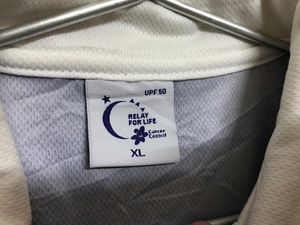 UPF 50
RELAY
FOR LIFE
Cancer
Council
XL